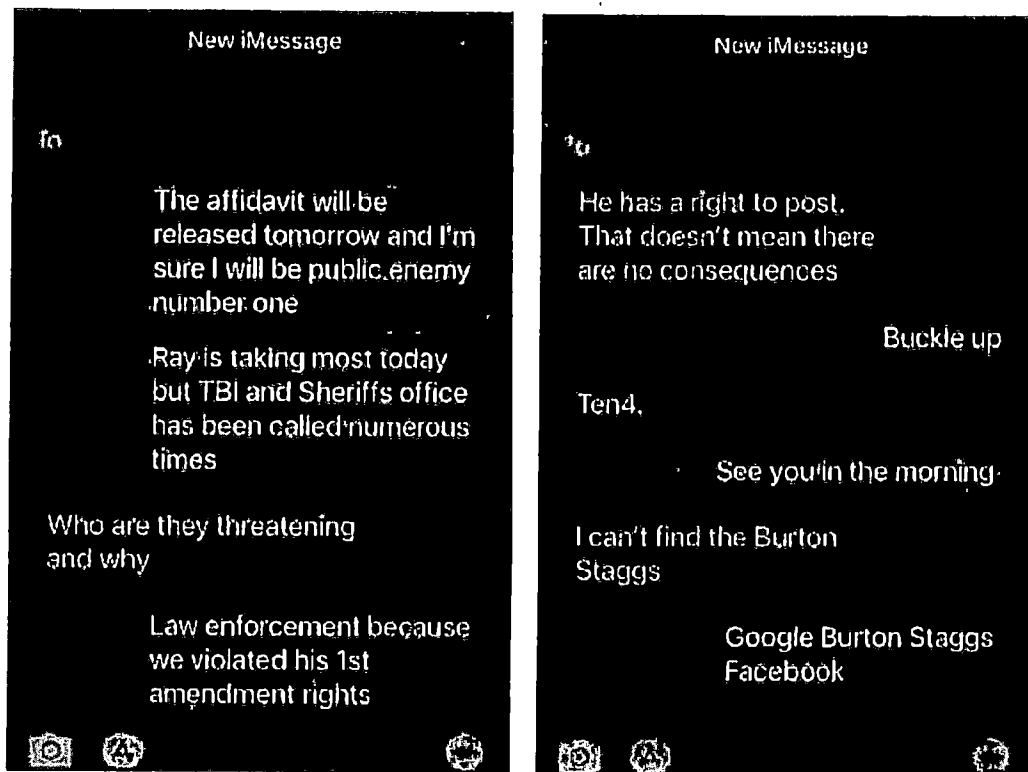 New iMessage
To
The affidavit will be
released tomorrow and I'm
sure I will be public enemy
number one
Ray is taking most today
but TBI and Sheriffs office
has been called numerous
times
Who are they threatening
and why
Law enforcement because
we violated his 1st
amendment rights
New iMessage
To
He has a right to post.
That doesn't mean there
are no consequences
Buckle up
Ten4.
See you in the morning
I can't find the Burton
Staggs
Google Burton Staggs
Facebook